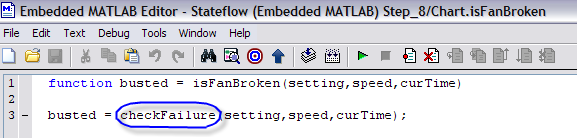 Embedded MATLAB Editor - Stateflow (Embedded MATLAB) Step_8/Chart.isFanBroken
File Edit Text Debug Tools Window Help
1 function busted = isFanBroken(setting,speed,curTime)
2
3 - busted = checkFailure(setting,speed,curTime);